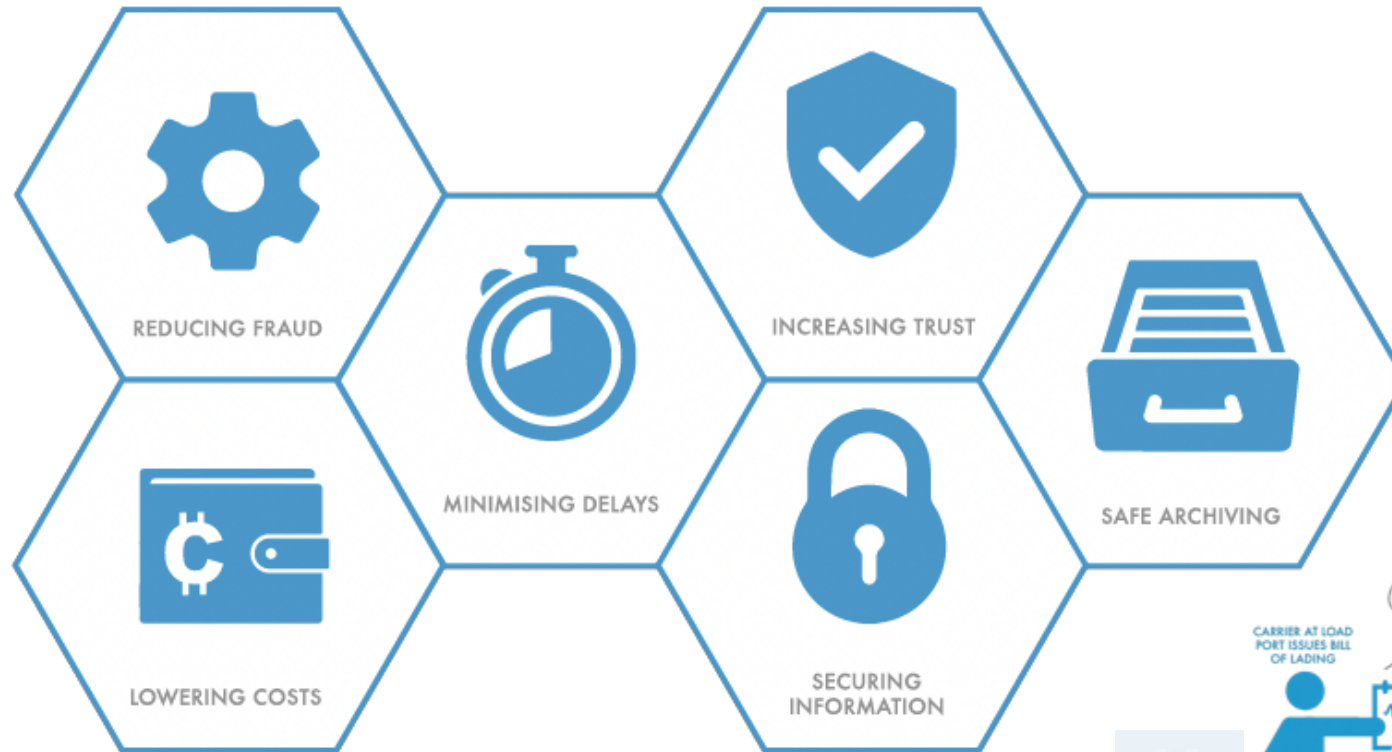 REDUCING FRAUD
INCREASING TRUST
MINIMISING DELAYS
SAFE ARCHIVING
LOWERING COSTS
SECURING
INFORMATION
CARRIER AT LOAD
PORT ISSUES BILL
OF LADING